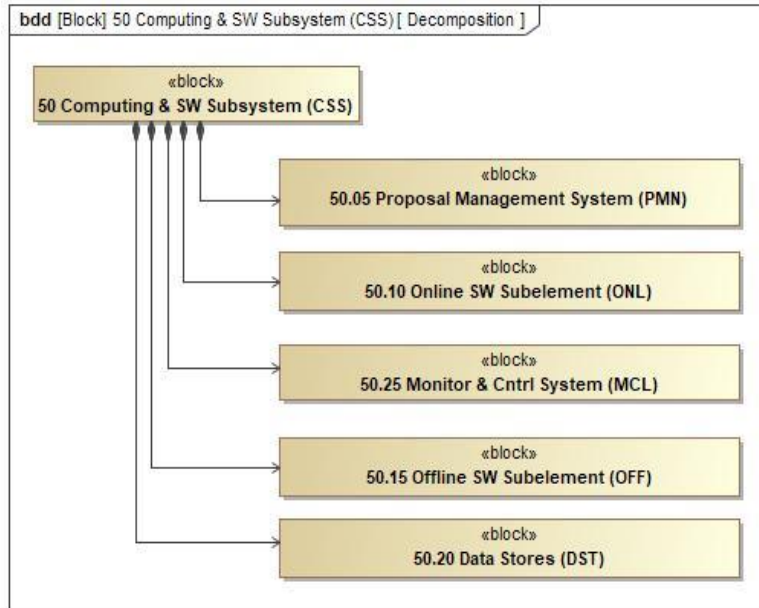 bdd [Block] 50 Computing & SW Subsystem (CSS) [ Decomposition ]
«block»
50 Computing & SW Subsystem (CSS)
«block»
50.05 Proposal Management System (PMN)
«block»
50.10 Online SW Subelement (ONL)
«block»
50.25 Monitor & Cntrl System (MCL)
«block»
50.15 Offline SW Subelement (OFF)
«block»
50.20 Data Stores (DST)